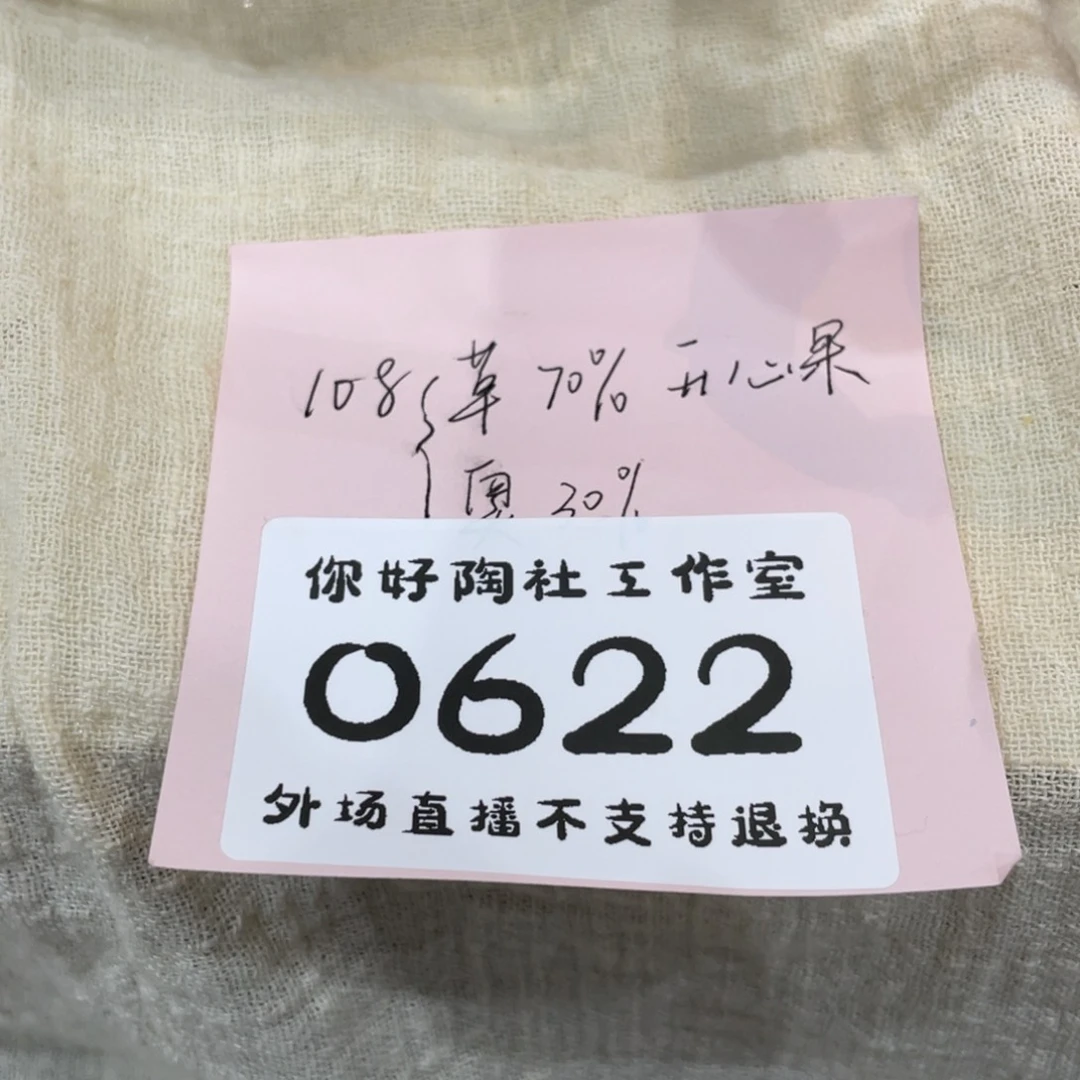 108{草 70% 开心果
奥 30%
你好陶社工作室
0622
外场直播不支持退换